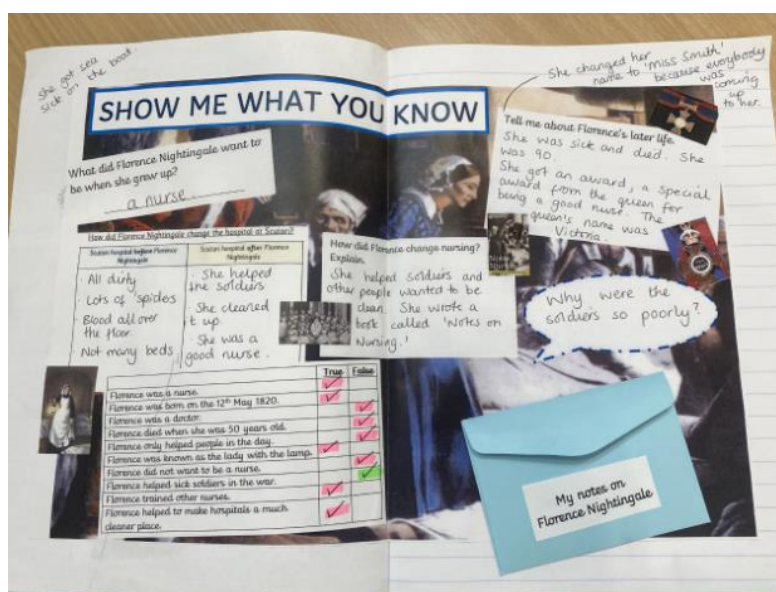 She got sea
sick on the boat.
SHOW ME WHAT YOU KNOW
What did Florence Nightingale want to
be when she grew up?
a nurse
How did Florence Nightingale change the hospital at Scutari?
Scutari hospital before Florence
Nightingale
· All dirty
· Lots of spiders
· Blood all over
the floor.
· Not many beds
Scutari hospital after Florence
Nightingale
· She helped
the soldiers
· She cleaned
it up.
· She was a
good nurse.
True False
Florence was a nurse. ✓
Florence was born on the 12th May 1820. ✓
Florence was a doctor. ✓
Florence died when she was 50 years old. ✓
Florence only helped people in the day. ✓
Florence was known as the lady with the lamp. ✓
Florence did not want to be a nurse. ✓
Florence helped sick soldiers in the war. ✓
Florence trained other nurses. ✓
Florence helped to make hospitals a much
cleaner place. ✓
How did Florence change nursing?
Explain.
She helped soldiers and
other people wanted to be
clean. She wrote a
book called 'Notes on
Nursing.'
She changed her
name to 'Miss Smith'
because everybody
was
coming
up
to her.
Tell me about Florence's later life.
She was sick and died. She
was 90.
She got an award, a special
award from the queen for
being a good nurse. The
queen's name was
Victoria.
Why were the
soldiers so poorly?
My notes on
Florence Nightingale